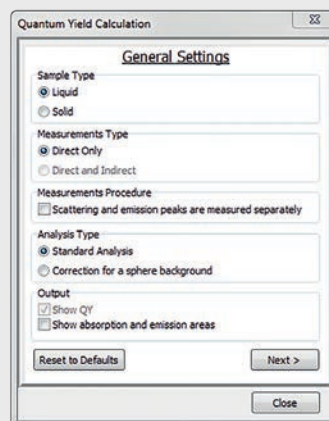 Quantum Yield Calculation
General Settings
Sample Type
Liquid
Solid
Measurements Type
Direct Only
Direct and Indirect
Measurements Procedure
Scattering and emission peaks are measured separately
Analysis Type
Standard Analysis
Correction for a sphere background
Output
Show QY
Show absorption and emission areas
Reset to Defaults Next >
Close